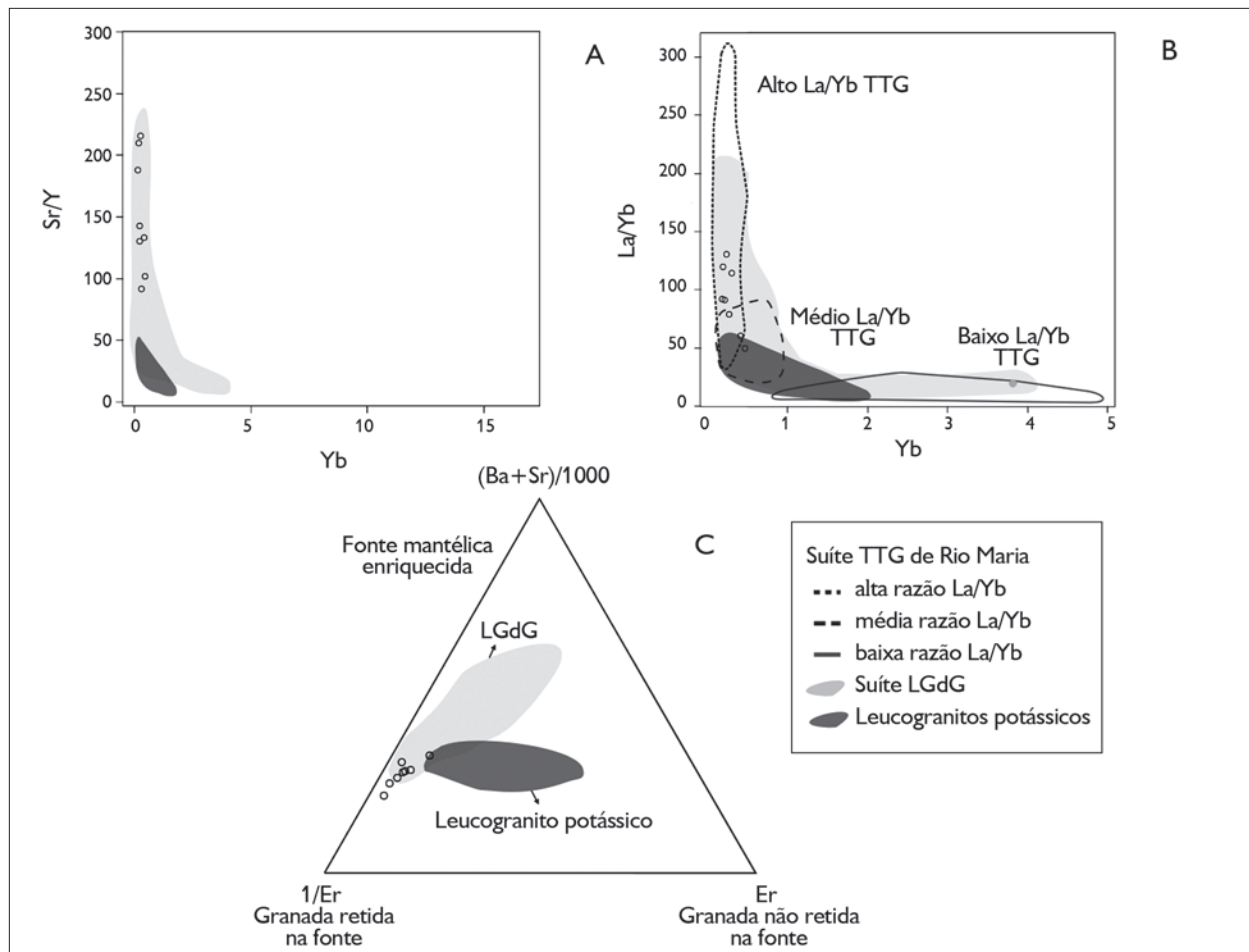 A
300
250
200
150
100
50
0
Sr/Y
0
5
10
15
Yb
B
300
250
200
150
100
50
0
La/Yb
0
1
2
3
4
5
Yb
Alto La/Yb TTG
Médio La/Yb
TTG
Baixo La/Yb
TTG
C
(Ba+Sr)/1000
Fonte mantélica
enriquecida
LGdG
Leucogranito potássico
1/Er
Granada retida
na fonte
Er
Granada não retida
na fonte
Suíte TTG de Rio Maria
alta razão La/Yb
média razão La/Yb
baixa razão La/Yb
Suíte LGdG
Leucogranitos potássicos